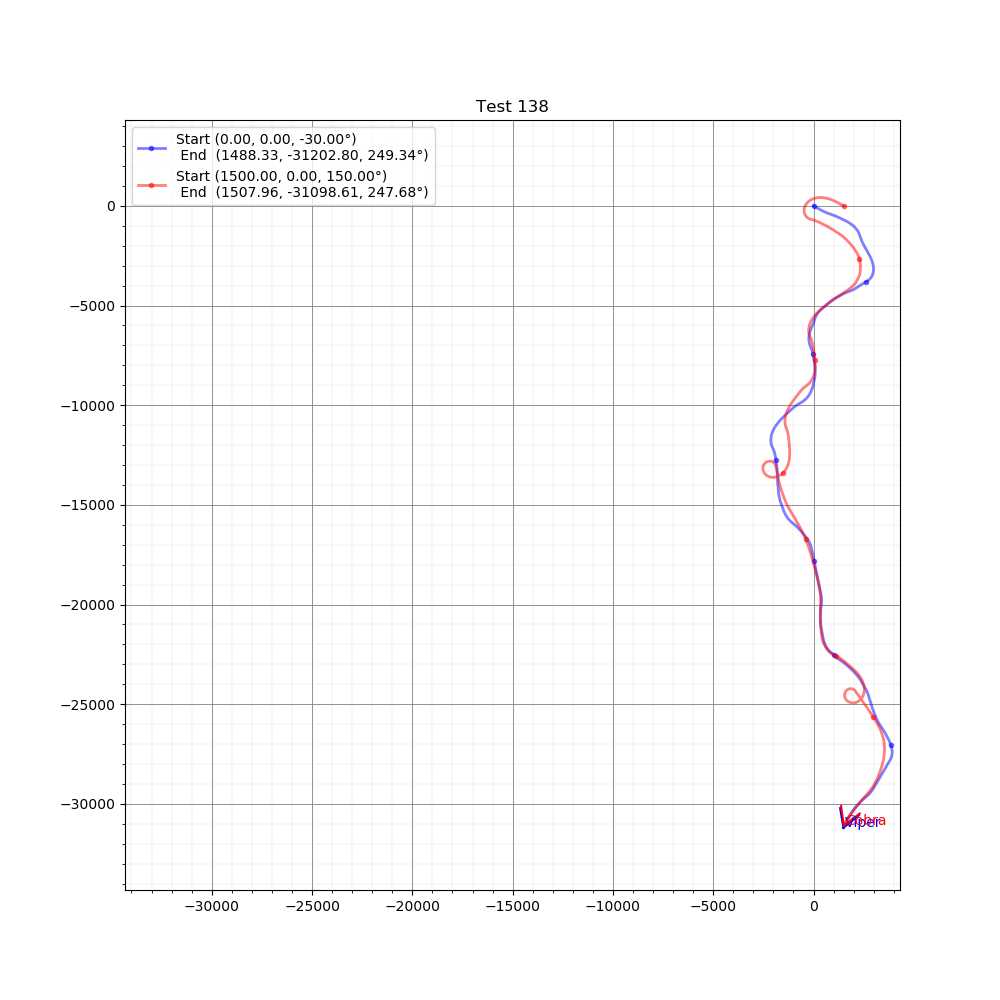 Test 138
Start (0.00, 0.00, -30.00°)
End (1488.33, -31202.80, 249.34°)
Start (1500.00, 0.00, 150.00°)
End (1507.96, -31098.61, 247.68°)
0
−5000
−10000
−15000
−20000
−25000
−30000
Viper
−30000 −25000 −20000 −15000 −10000 −5000 0